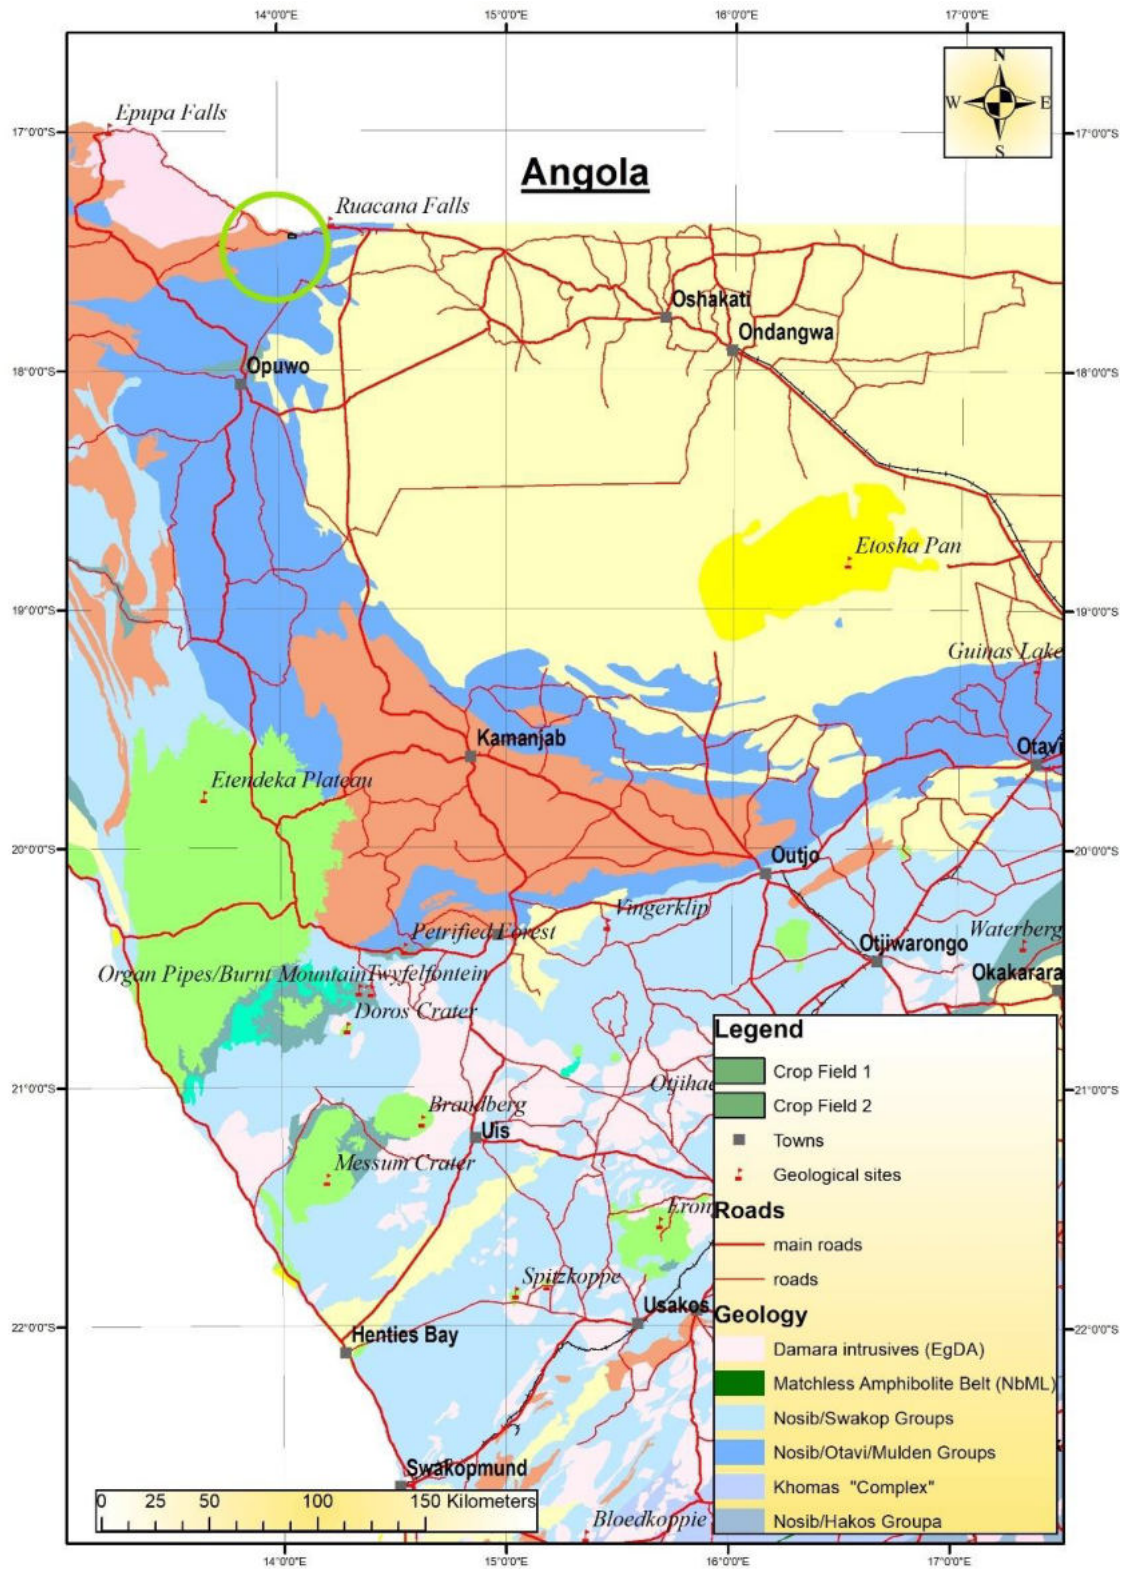 14°0'0"E 15°0'0"E 16°0'0"E 17°0'0"E
N
W E
S
Epupa Falls
17°0'0"S 17°0'0"S
Angola
Ruacana Falls
Oshakati
Ondangwa
Opuwo
18°0'0"S 18°0'0"S
Etosha Pan
19°0'0"S 19°0'0"S
Guinas Lake
Kamanjab
Otavi
Etendeka Plateau
20°0'0"S 20°0'0"S
Outjo
Vingerklip
Petrified Forest
Waterberg
Otjiwarongo
Organ Pipes/Burnt Mountain Twyfelfontein
Okakarara
Doros Crater
Otjihae
21°0'0"S 21°0'0"S
Brandberg
Uis
Messum Crater
Eron
Spitzkoppe
Usakos
22°0'0"S 22°0'0"S
Henties Bay
Swakopmund
Bloedkoppie
Legend
Crop Field 1
Crop Field 2
Towns
Geological sites
Roads
main roads
roads
Geology
Damara intrusives (EgDA)
Matchless Amphibolite Belt (NbML)
Nosib/Swakop Groups
Nosib/Otavi/Mulden Groups
Khomas "Complex"
Nosib/Hakos Groupa
0 25 50 100 150 Kilometers
14°0'0"E 15°0'0"E 16°0'0"E 17°0'0"E